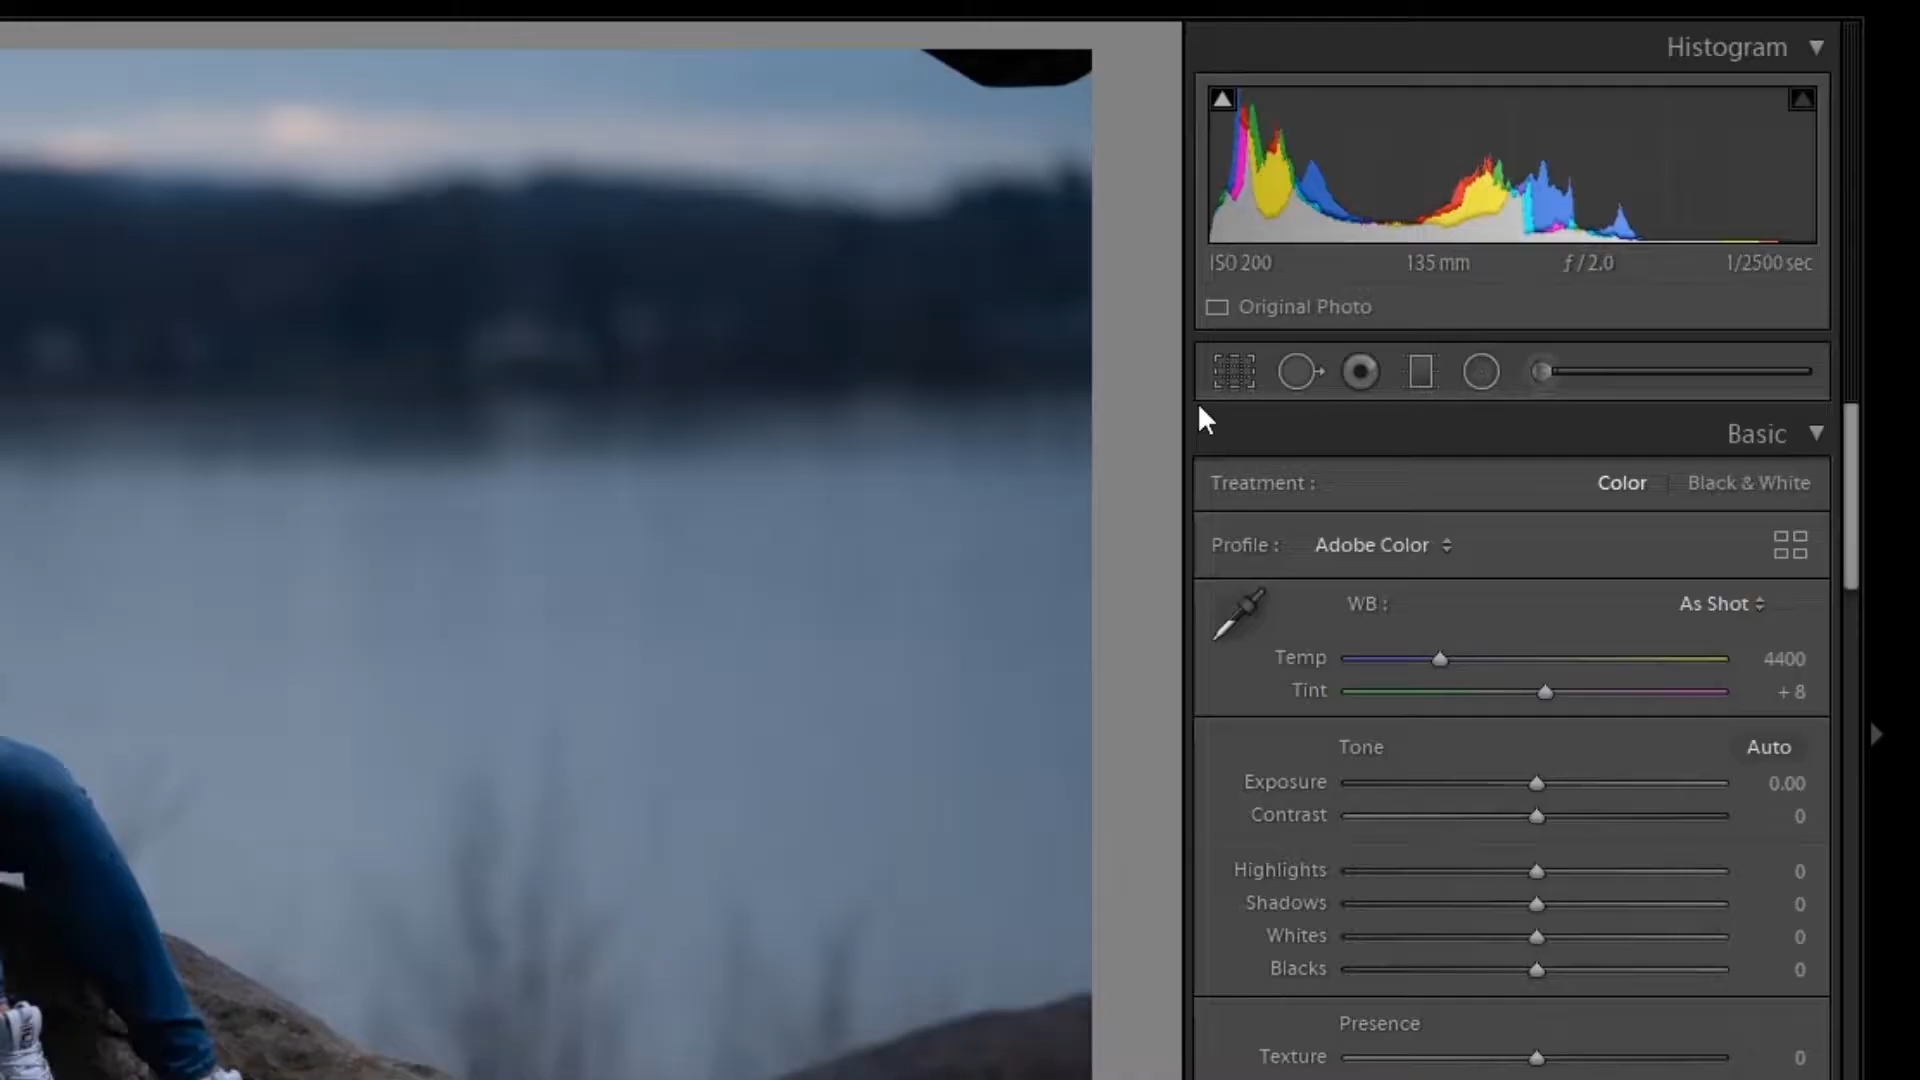 Histogram
ISO 200 135 mm ƒ / 2.0 1/2500 sec
Original Photo
Basic
Treatment : Color Black & White
Profile : Adobe Color
WB : As Shot
Temp 4400
Tint + 8
Tone Auto
Exposure 0.00
Contrast 0
Highlights 0
Shadows 0
Whites 0
Blacks 0
Presence
Texture 0